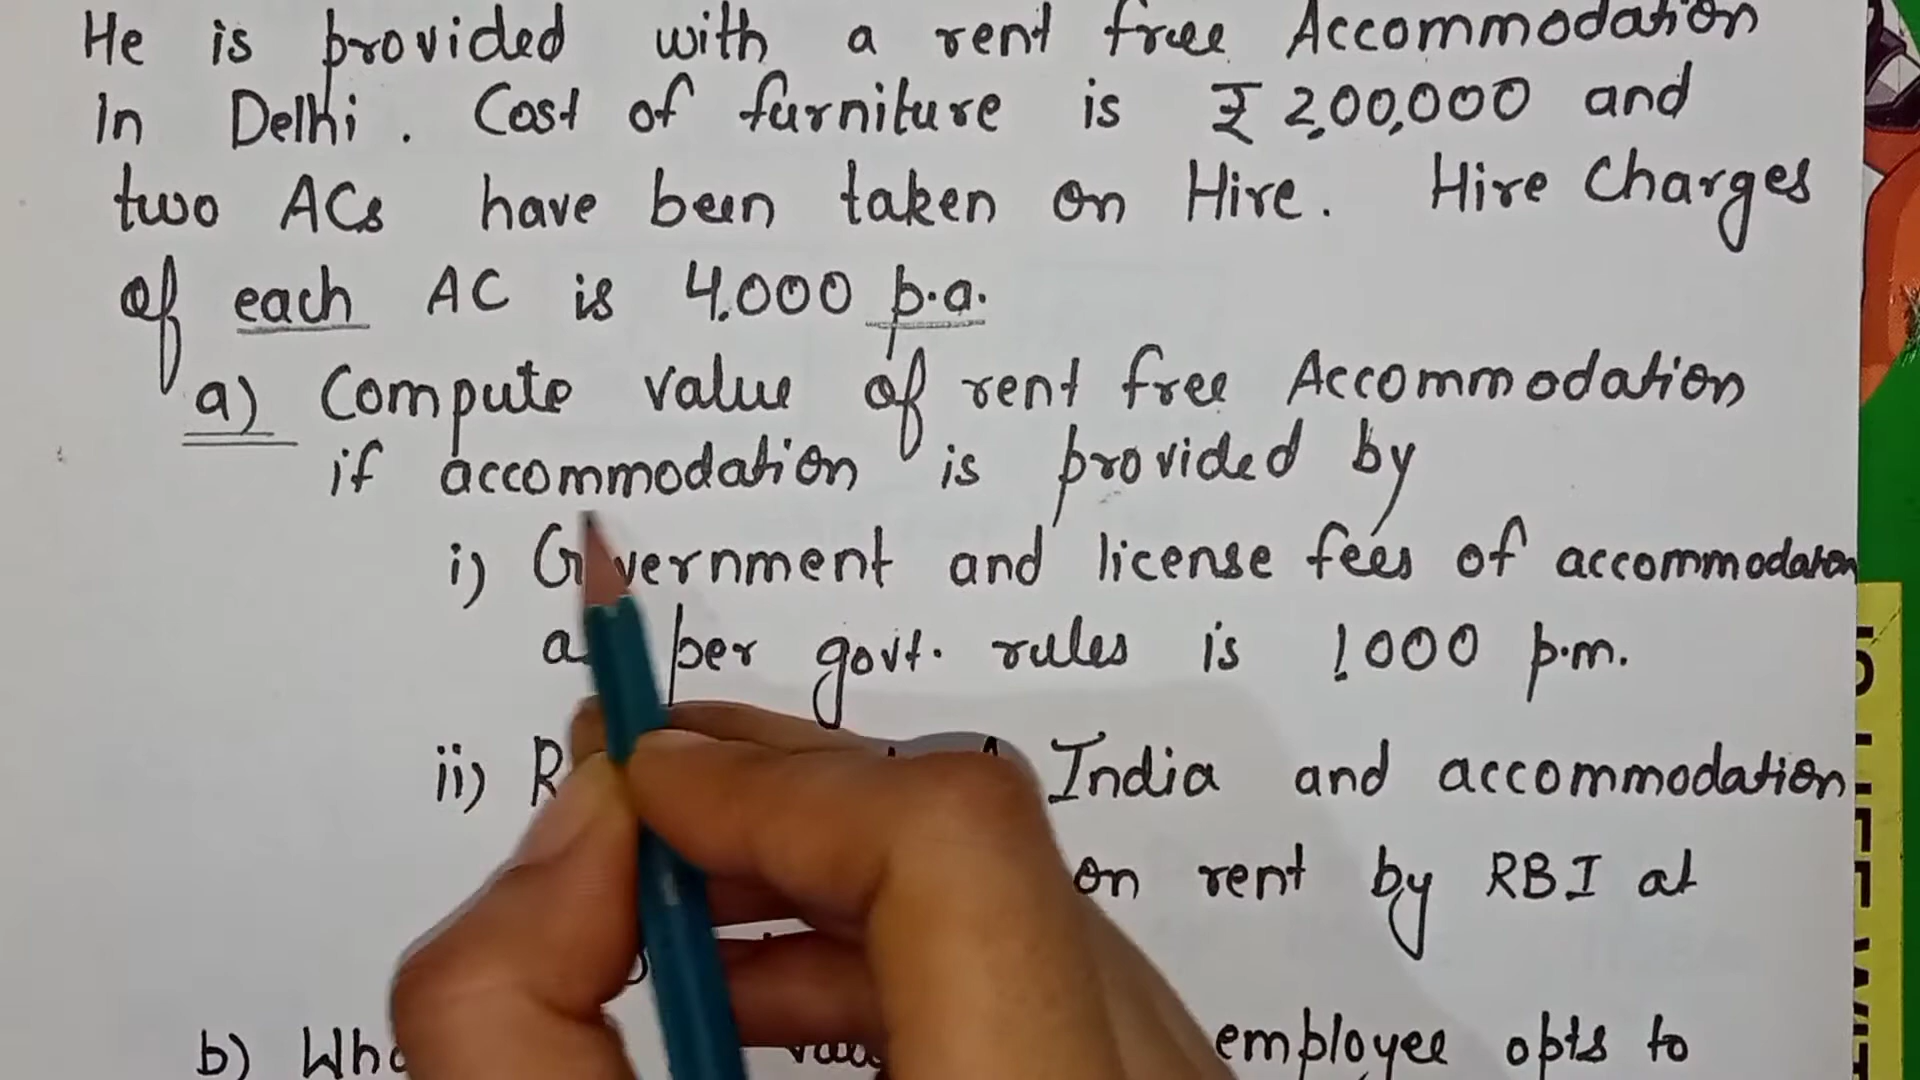 He is provided with a rent free Accommodation
In Delhi. Cost of furniture is ₹ 2,00,000 and
two ACs have been taken on Hire. Hire Charges
of each AC is 4,000 p.a.
a) Compute value of rent free Accommodation
if accommodation is provided by
i) Government and license fees of accommodation
per govt. rules is 1000 p.m.
ii) India and accommodation
on rent by RBI at
b) employee opts to